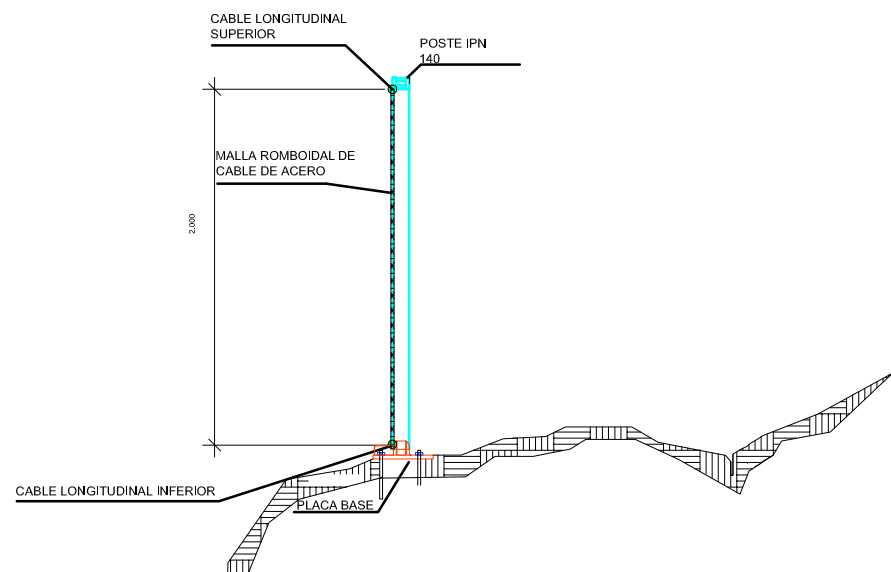 CABLE LONGITUDINAL
SUPERIOR
POSTE IPN
140
MALLA ROMBOIDAL DE
CABLE DE ACERO
2.000
CABLE LONGITUDINAL INFERIOR
PLACA BASE